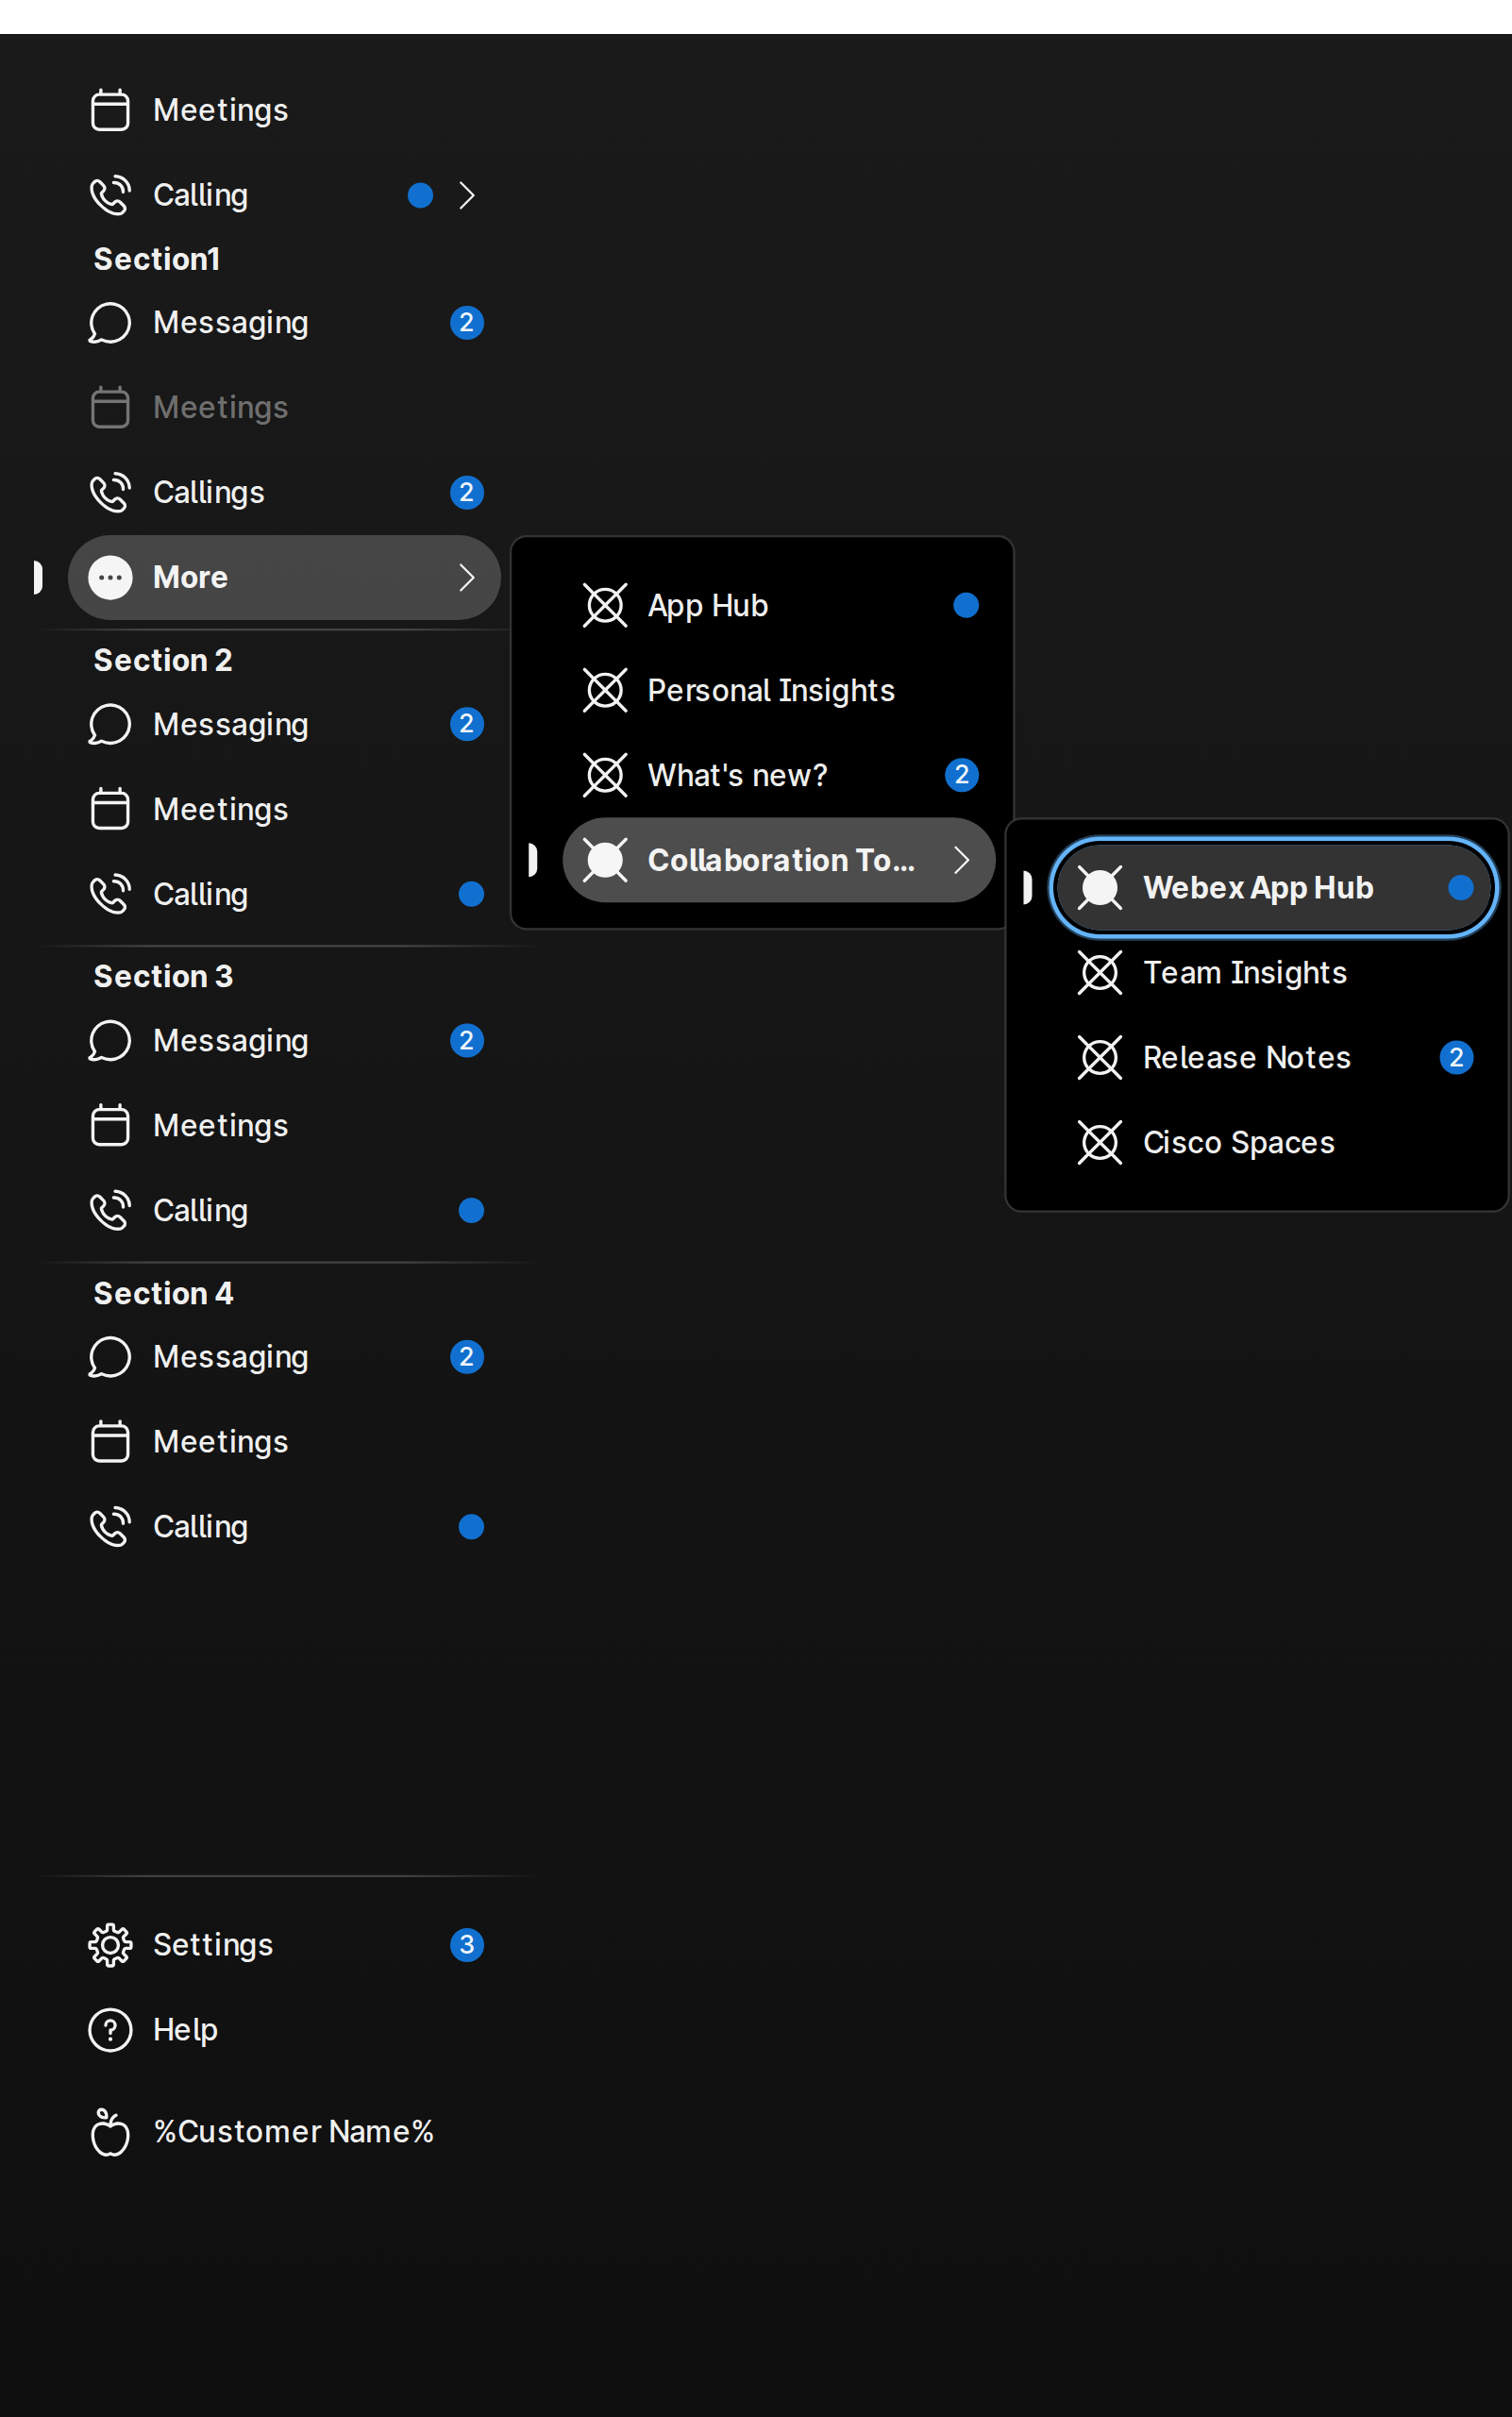 Meetings
Calling
Section1
Messaging 2
Meetings
Callings 2
More
Section 2
Messaging 2
Meetings
Calling
Section 3
Messaging 2
Meetings
Calling
Section 4
Messaging 2
Meetings
Calling
Settings 3
Help
%Customer Name%
App Hub
Personal Insights
What's new? 2
Collaboration To...
Webex App Hub
Team Insights
Release Notes 2
Cisco Spaces